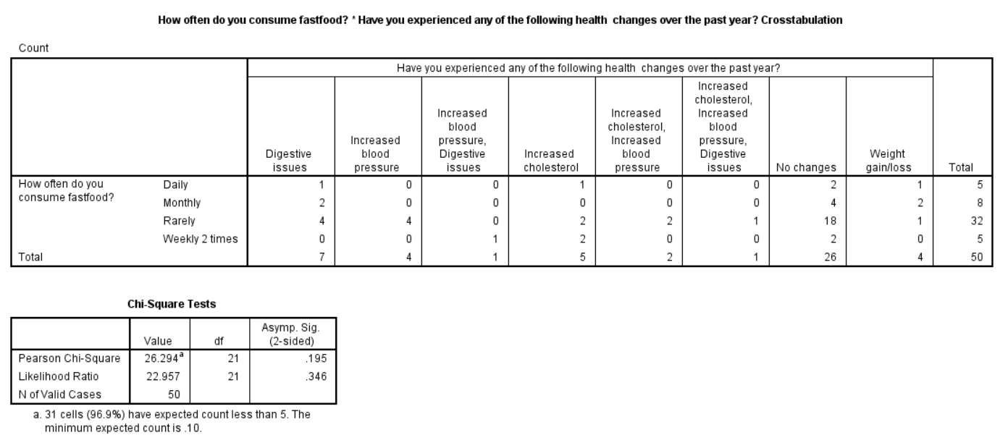 How often do you consume fastfood? * Have you experienced any of the following health changes over the past year? Crosstabulation
Count
Have you experienced any of the following health changes over the past year?
Digestive
issues
Increased
blood
pressure
Increased
blood
pressure,
Digestive
issues
Increased
cholesterol
Increased
cholesterol,
Increased
blood
pressure
Increased
cholesterol,
Increased
blood
pressure,
Digestive
issues
No changes
Weight
gain/loss
Total
How often do you
consume fastfood?
Daily 1 0 0 1 0 0 2 1 5
Monthly 2 0 0 0 0 0 4 2 8
Rarely 4 4 0 2 2 1 18 1 32
Weekly 2 times 0 0 1 2 0 0 2 0 5
Total 7 4 1 5 2 1 26 4 50
Chi-Square Tests
Value
df
Asymp. Sig.
(2-sided)
Pearson Chi-Square 26.294a 21 .195
Likelihood Ratio 22.957 21 .346
N of Valid Cases 50
a. 31 cells (96.9%) have expected count less than 5. The
minimum expected count is .10.